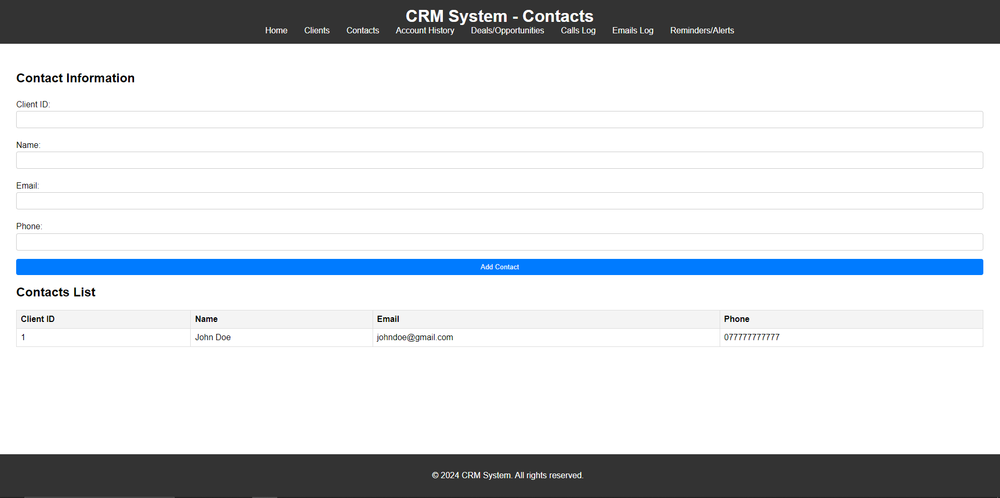 CRM System - Contacts
Home Clients Contacts Account History Deals/Opportunities Calls Log Emails Log Reminders/Alerts
Contact Information
Client ID:
Name:
Email:
Phone:
Add Contact
Contacts List
Client ID Name Email Phone
1 John Doe johndoe@gmail.com 077777777777
© 2024 CRM System. All rights reserved.